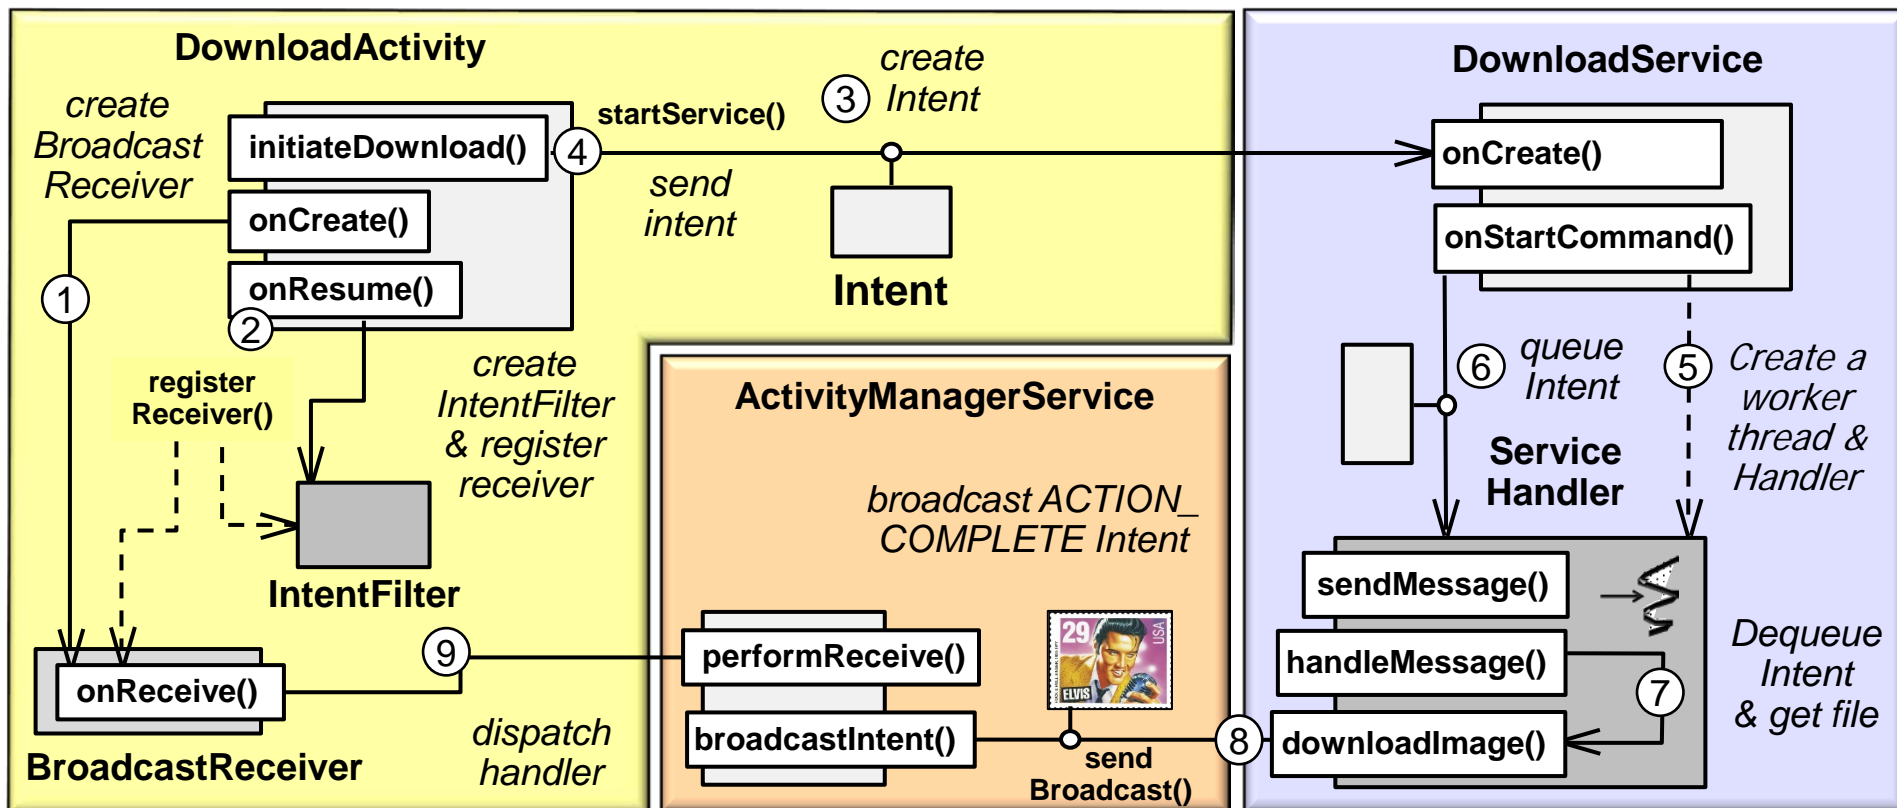 DownloadActivity
create
Broadcast
Receiver
initiateDownload()
onCreate()
onResume()
1
2
register
Receiver()
create
IntentFilter
& register
receiver
IntentFilter
onReceive()
BroadcastReceiver
9
dispatch
handler
startService()
4
send
intent
3
create
Intent
Intent
ActivityManagerService
broadcast ACTION_
COMPLETE Intent
performReceive()
broadcastIntent()
29
USA
ELVIS
send
Broadcast()
8
DownloadService
onCreate()
onStartCommand()
6
queue
Intent
5
Create a
worker
thread &
Handler
Service
Handler
sendMessage()
handleMessage()
downloadImage()
7
Dequeue
Intent
& get file